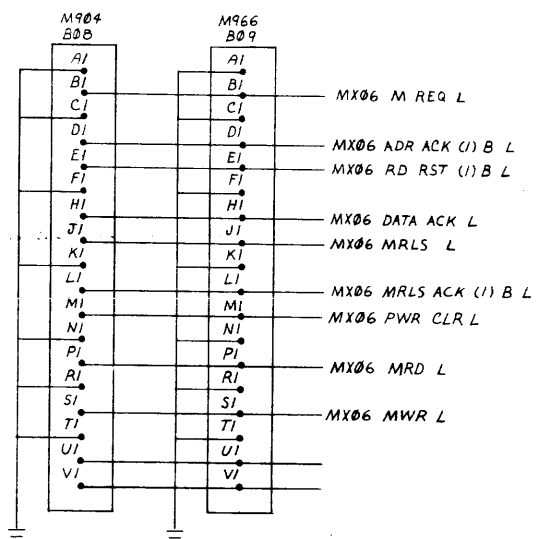 M904 M966
B08 B09
A1 A1
B1 B1 MX06 M REQ L
C1 C1
D1 D1 MX06 ADR ACK (1) B L
E1 E1 MX06 RD RST (1) B L
F1 F1
H1 H1 MX06 DATA ACK L
J1 J1 MX06 MRLS L
K1 K1
L1 L1 MX06 MRLS ACK (1) B L
M1 M1 MX06 PWR CLR L
N1 N1
P1 P1 MX06 MRD L
R1 R1
S1 S1 MX06 MWR L
T1 T1
U1 U1
V1 V1